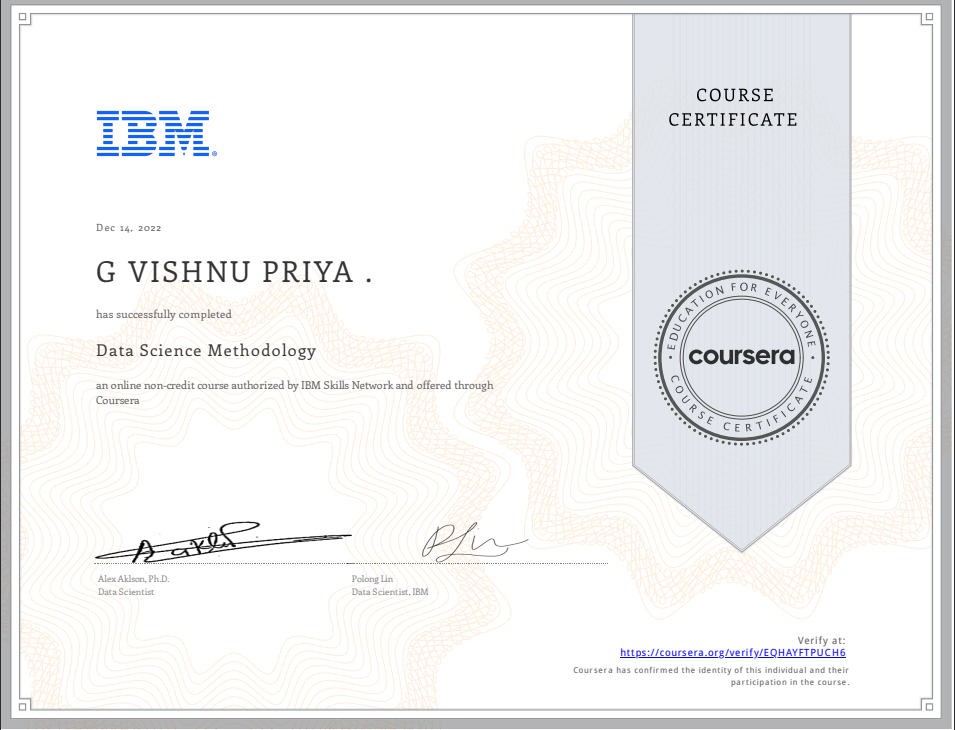 COURSE
CERTIFICATE
IBM®
Dec 14, 2022
G VISHNU PRIYA .
has successfully completed
Data Science Methodology
an online non-credit course authorized by IBM Skills Network and offered through
Coursera
EDUCATION FOR EVERYONE
coursera
COURSE CERTIFICATE
Alex Aklson, Ph.D.
Data Scientist
Polong Lin
Data Scientist, IBM
Verify at:
https://coursera.org/verify/EQHAYFTPUCH6
Coursera has confirmed the identity of this individual and their
participation in the course.